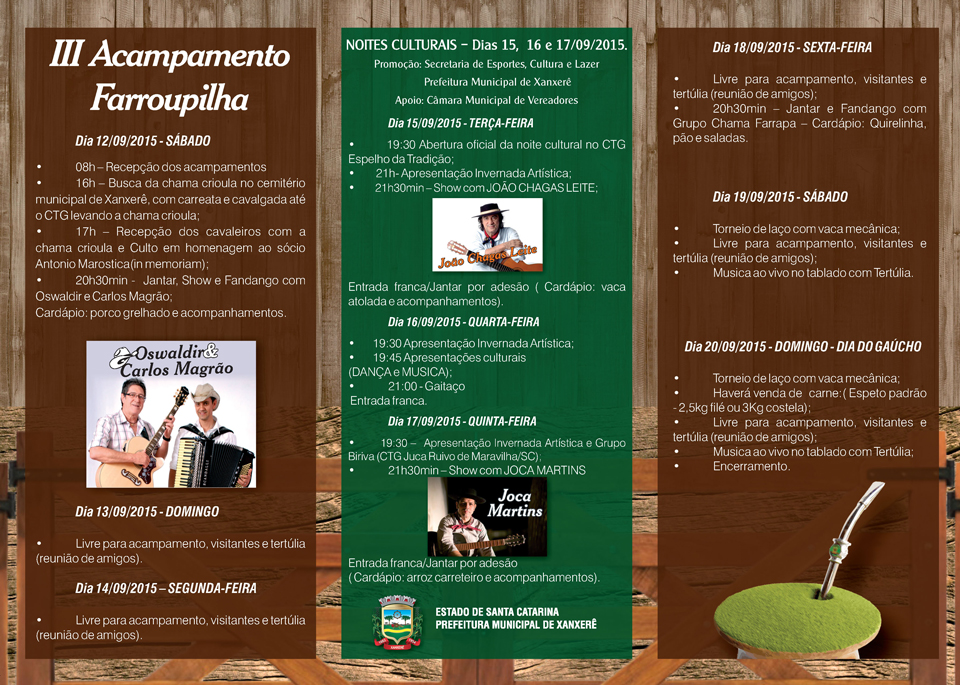 III Acampamento
Farroupilha
Dia 12/09/2015 - SÁBADO
• 08h – Recepção dos acampamentos
• 16h – Busca da chama crioula no cemitério
municipal de Xanxerê, com carreata e cavalgada até
o CTG levando a chama crioula;
• 17h – Recepção dos cavaleiros com a
chama crioula e Culto em homenagem ao sócio
Antonio Marostica(in memoriam);
• 20h30min - Jantar, Show e Fandango com
Oswaldir e Carlos Magrão;
Cardápio: porco grelhado e acompanhamentos.
Oswaldir &
Carlos Magrão
Dia 13/09/2015 - DOMINGO
• Livre para acampamento, visitantes e tertúlia
(reunião de amigos).
Dia 14/09/2015 – SEGUNDA-FEIRA
• Livre para acampamento, visitantes e tertúlia
(reunião de amigos).
NOITES CULTURAIS – Dias 15, 16 e 17/09/2015.
Promoção: Secretaria de Esportes, Cultura e Lazer
Prefeitura Municipal de Xanxerê
Apoio: Câmara Municipal de Vereadores
Dia 15/09/2015 - TERÇA-FEIRA
• 19:30 Abertura oficial da noite cultural no CTG
Espelho da Tradição;
• 21h- Apresentação Invernada Artística;
• 21h30min – Show com JOÃO CHAGAS LEITE;
João Chagas Leite
Entrada franca/Jantar por adesão ( Cardápio: vaca
atolada e acompanhamentos).
Dia 16/09/2015 - QUARTA-FEIRA
• 19:30 Apresentação Invernada Artística;
• 19:45 Apresentações culturais
(DANÇA e MUSICA);
• 21:00 - Gaitaço
Entrada franca.
Dia 17/09/2015 - QUINTA-FEIRA
• 19:30 – Apresentação Invernada Artística e Grupo
Biriva (CTG Juca Ruivo de Maravilha/SC);
• 21h30min – Show com JOCA MARTINS
Joca
Martins
Entrada franca/Jantar por adesão
( Cardápio: arroz carreteiro e acompanhamentos).
XANXERÊ
ESTADO DE SANTA CATARINA
PREFEITURA MUNICIPAL DE XANXERÊ
Dia 18/09/2015 - SEXTA-FEIRA
• Livre para acampamento, visitantes e
tertúlia (reunião de amigos);
• 20h30min – Jantar e Fandango com
Grupo Chama Farrapa – Cardápio: Quirelinha,
pão e saladas.
Dia 19/09/2015 - SÁBADO
• Torneio de laço com vaca mecânica;
• Livre para acampamento, visitantes e
tertúlia (reunião de amigos);
• Musica ao vivo no tablado com Tertúlia.
Dia 20/09/2015 - DOMINGO - DIA DO GAÚCHO
• Torneio de laço com vaca mecânica;
• Haverá venda de carne:( Espeto padrão
- 2,5kg filé ou 3Kg costela);
• Livre para acampamento, visitantes e
tertúlia (reunião de amigos);
• Musica ao vivo no tablado com Tertúlia;
• Encerramento.